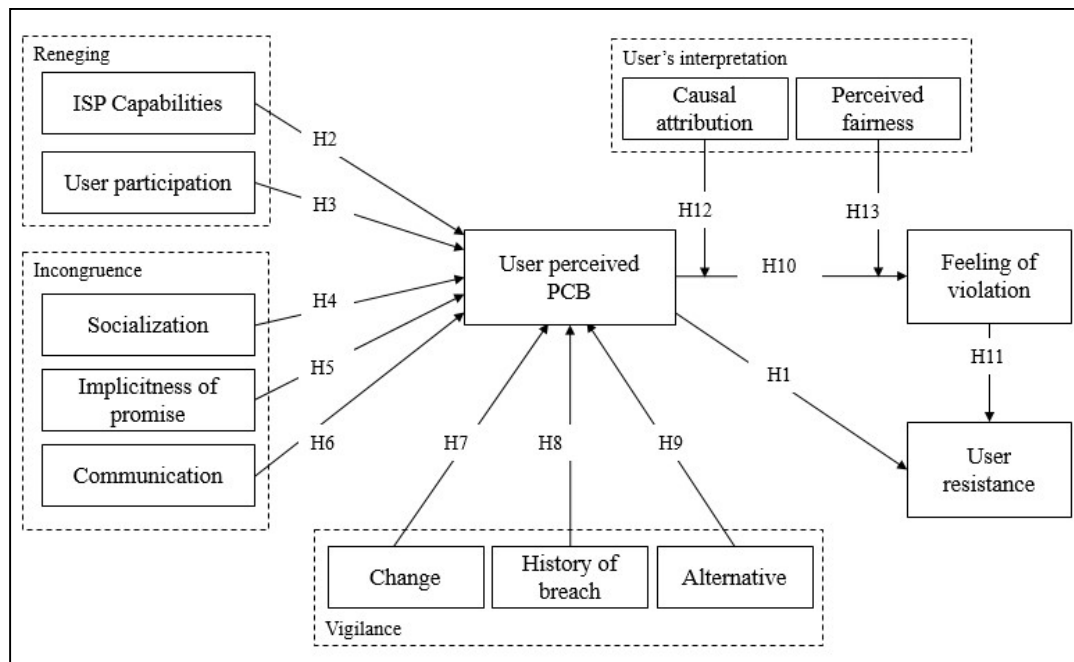 Reneging
ISP Capabilities
User participation
H2
H3
Incongruence
Socialization
Implicitness of
promise
Communication
H4
H5
H6
User perceived
PCB
User's interpretation
Causal
attribution
Perceived
fairness
H12
H13
H10
Feeling of
violation
H11
H1
User
resistance
H7
H8
H9
Change
History of
breach
Alternative
Vigilance